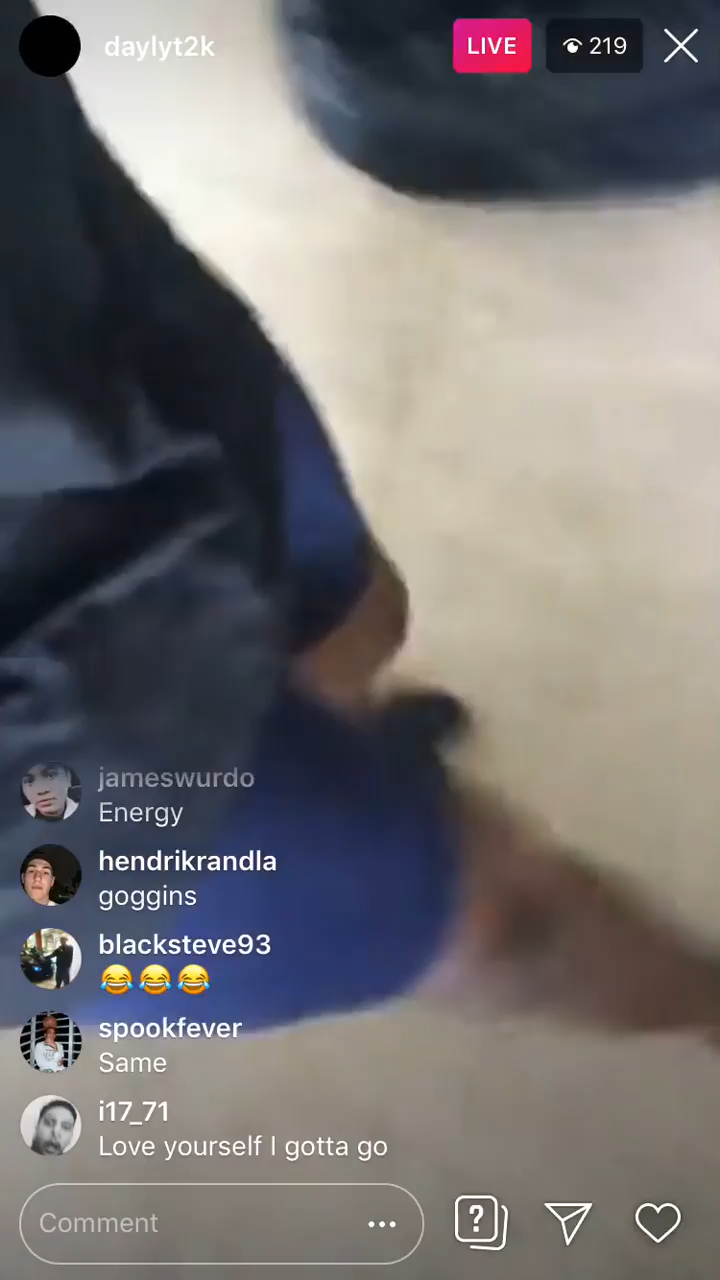 daylyt2k
LIVE
219
jameswurdo
Energy
hendrikrandla
goggins
blacksteve93
😂😂😂
spookfever
Same
i17_71
Love yourself I gotta go
Comment
?